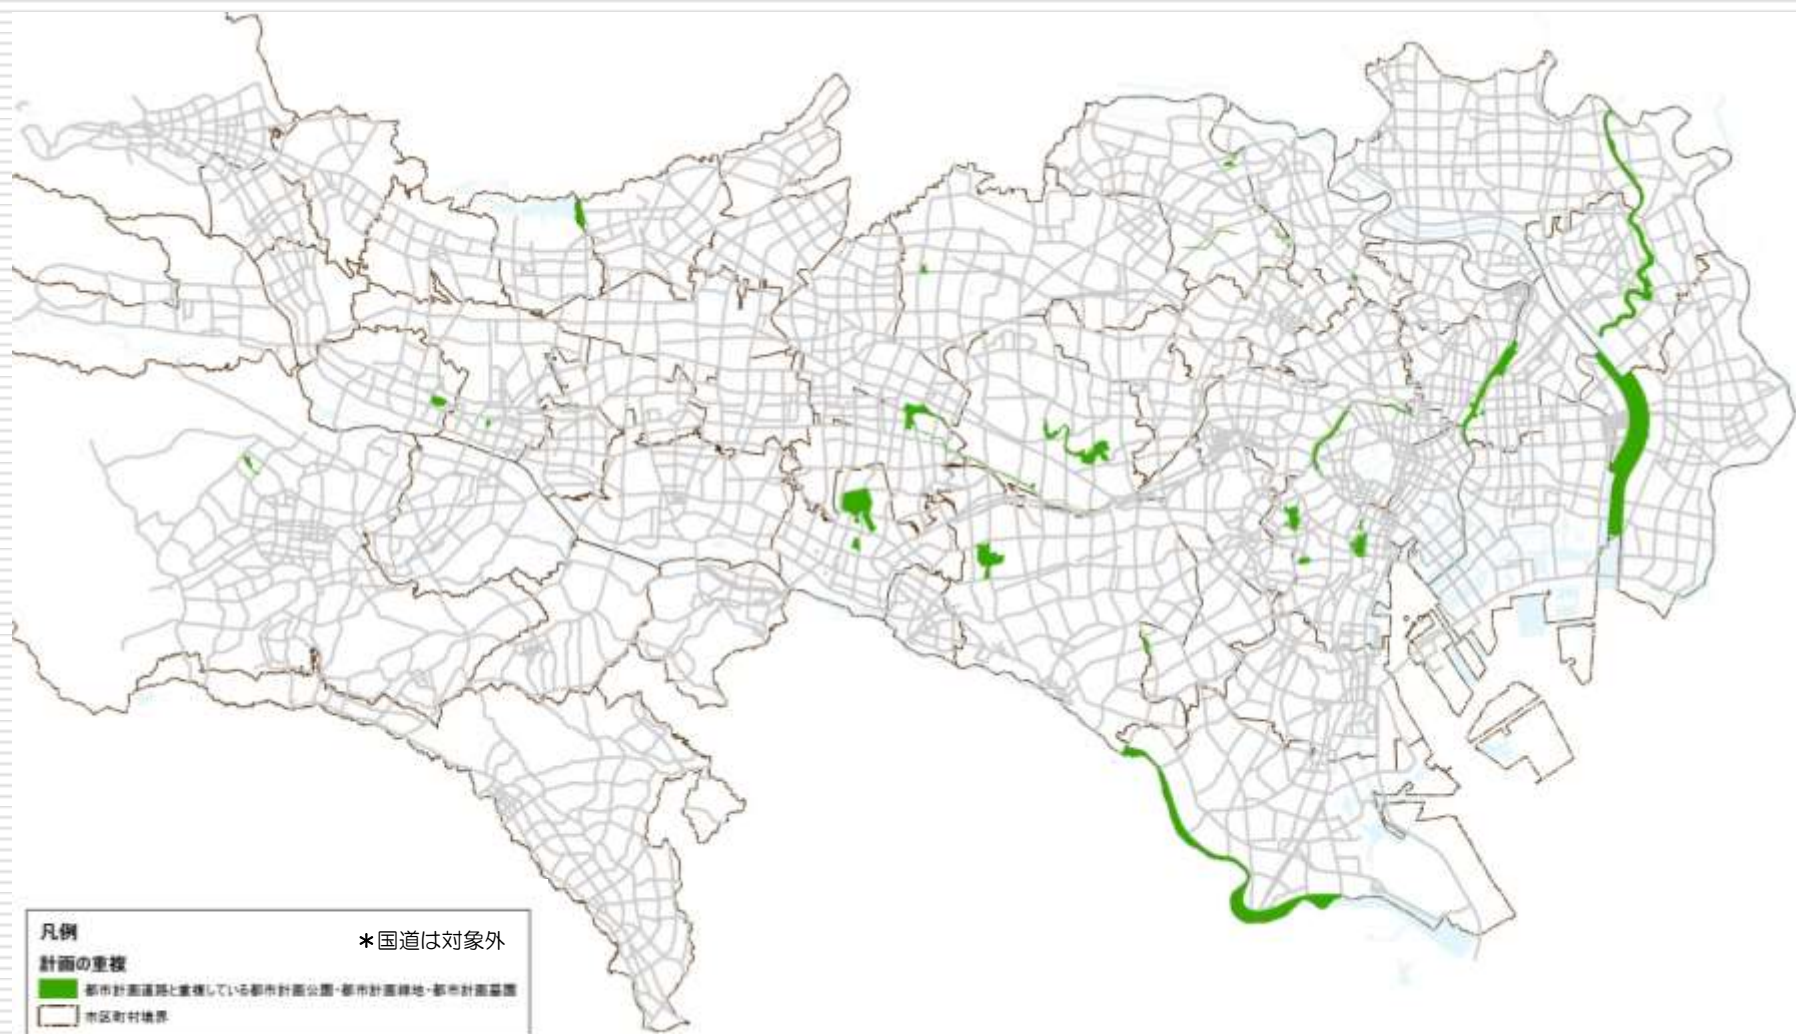 凡例
*国道は対象外
計画の重複
都市計画道路と重複している都市計画公園・都市計画緑地・都市計画墓園
市区町村境界